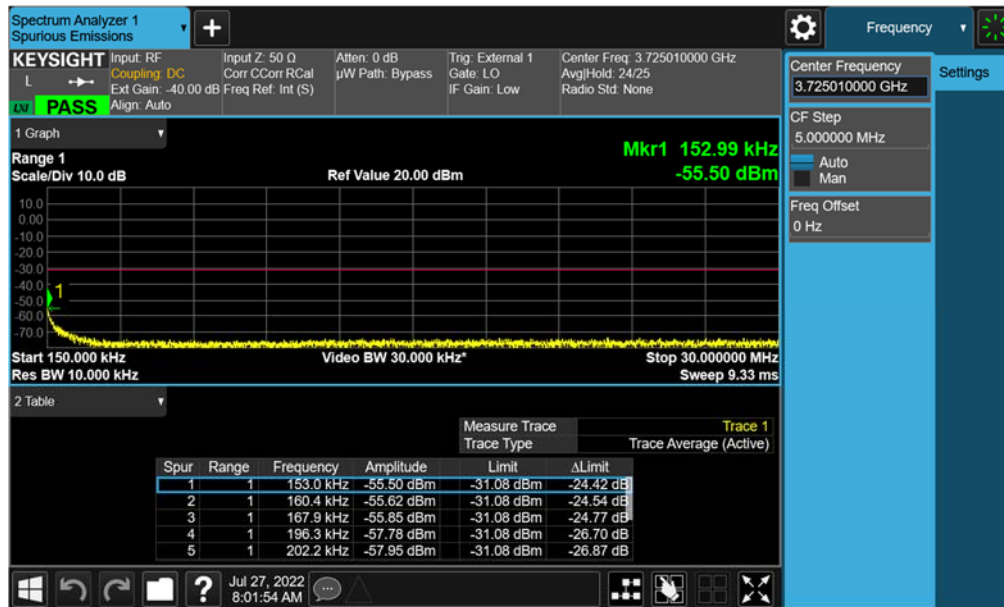 Spectrum Analyzer 1
Spurious Emissions
Frequency
KEYSIGHT
L
LXI
PASS
Input: RF
Coupling: DC
Ext Gain: -40.00 dB
Align: Auto
Input Z: 50 Ω
Corr CCorr RCal
Freq Ref: Int (S)
Atten: 0 dB
µW Path: Bypass
Trig: External 1
Gate: LO
IF Gain: Low
Center Freq: 3.725010000 GHz
Avg|Hold: 24/25
Radio Std: None
Center Frequency
3.725010000 GHz
Settings
CF Step
5.000000 MHz
Auto
Man
Freq Offset
0 Hz
1 Graph
Range 1
Scale/Div 10.0 dB
Ref Value 20.00 dBm
Mkr1 152.99 kHz
-55.50 dBm
10.0
0.00
-10.0
-20.0
-30.0
-40.0
-50.0
-60.0
-70.0
1
Start 150.000 kHz
Video BW 30.000 kHz*
Stop 30.000000 MHz
Res BW 10.000 kHz
Sweep 9.33 ms
2 Table
Measure Trace Trace 1
Trace Type Trace Average (Active)
Spur Range Frequency Amplitude Limit ΔLimit
1 1 153.0 kHz -55.50 dBm -31.08 dBm -24.42 dB
2 1 160.4 kHz -55.62 dBm -31.08 dBm -24.54 dB
3 1 167.9 kHz -55.85 dBm -31.08 dBm -24.77 dB
4 1 196.3 kHz -57.78 dBm -31.08 dBm -26.70 dB
5 1 202.2 kHz -57.95 dBm -31.08 dBm -26.87 dB
?
Jul 27, 2022
8:01:54 AM